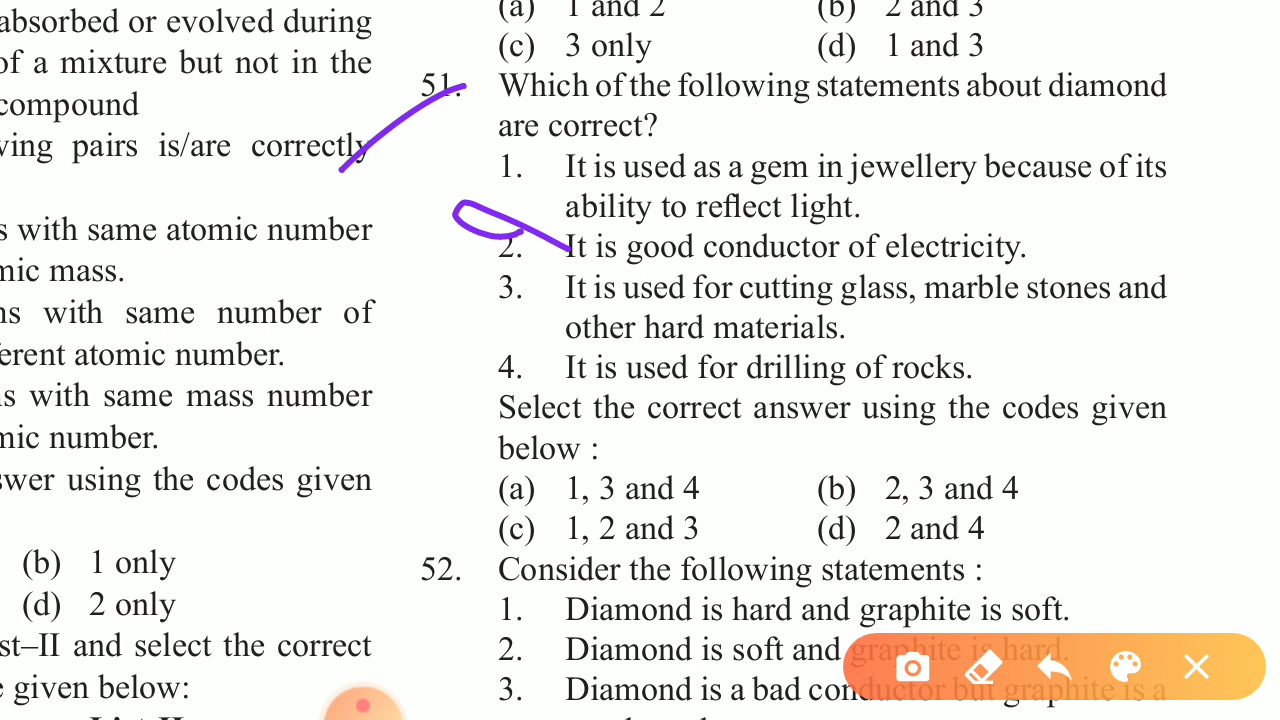 absorbed or evolved during
of a mixture but not in the
compound
ving pairs is/are correctly
s with same atomic number
mic mass.
ns with same number of
ferent atomic number.
ns with same mass number
mic number.
swer using the codes given
(b) 1 only
(d) 2 only
st–II and select the correct
e given below:
(a) 1 and 2 (b) 2 and 3
(c) 3 only (d) 1 and 3
51. Which of the following statements about diamond
are correct?
1. It is used as a gem in jewellery because of its
ability to reflect light.
2. It is good conductor of electricity.
3. It is used for cutting glass, marble stones and
other hard materials.
4. It is used for drilling of rocks.
Select the correct answer using the codes given
below :
(a) 1, 3 and 4 (b) 2, 3 and 4
(c) 1, 2 and 3 (d) 2 and 4
52. Consider the following statements :
1. Diamond is hard and graphite is soft.
2. Diamond is soft and graphite is hard.
3. Diamond is a bad conductor but graphite is a